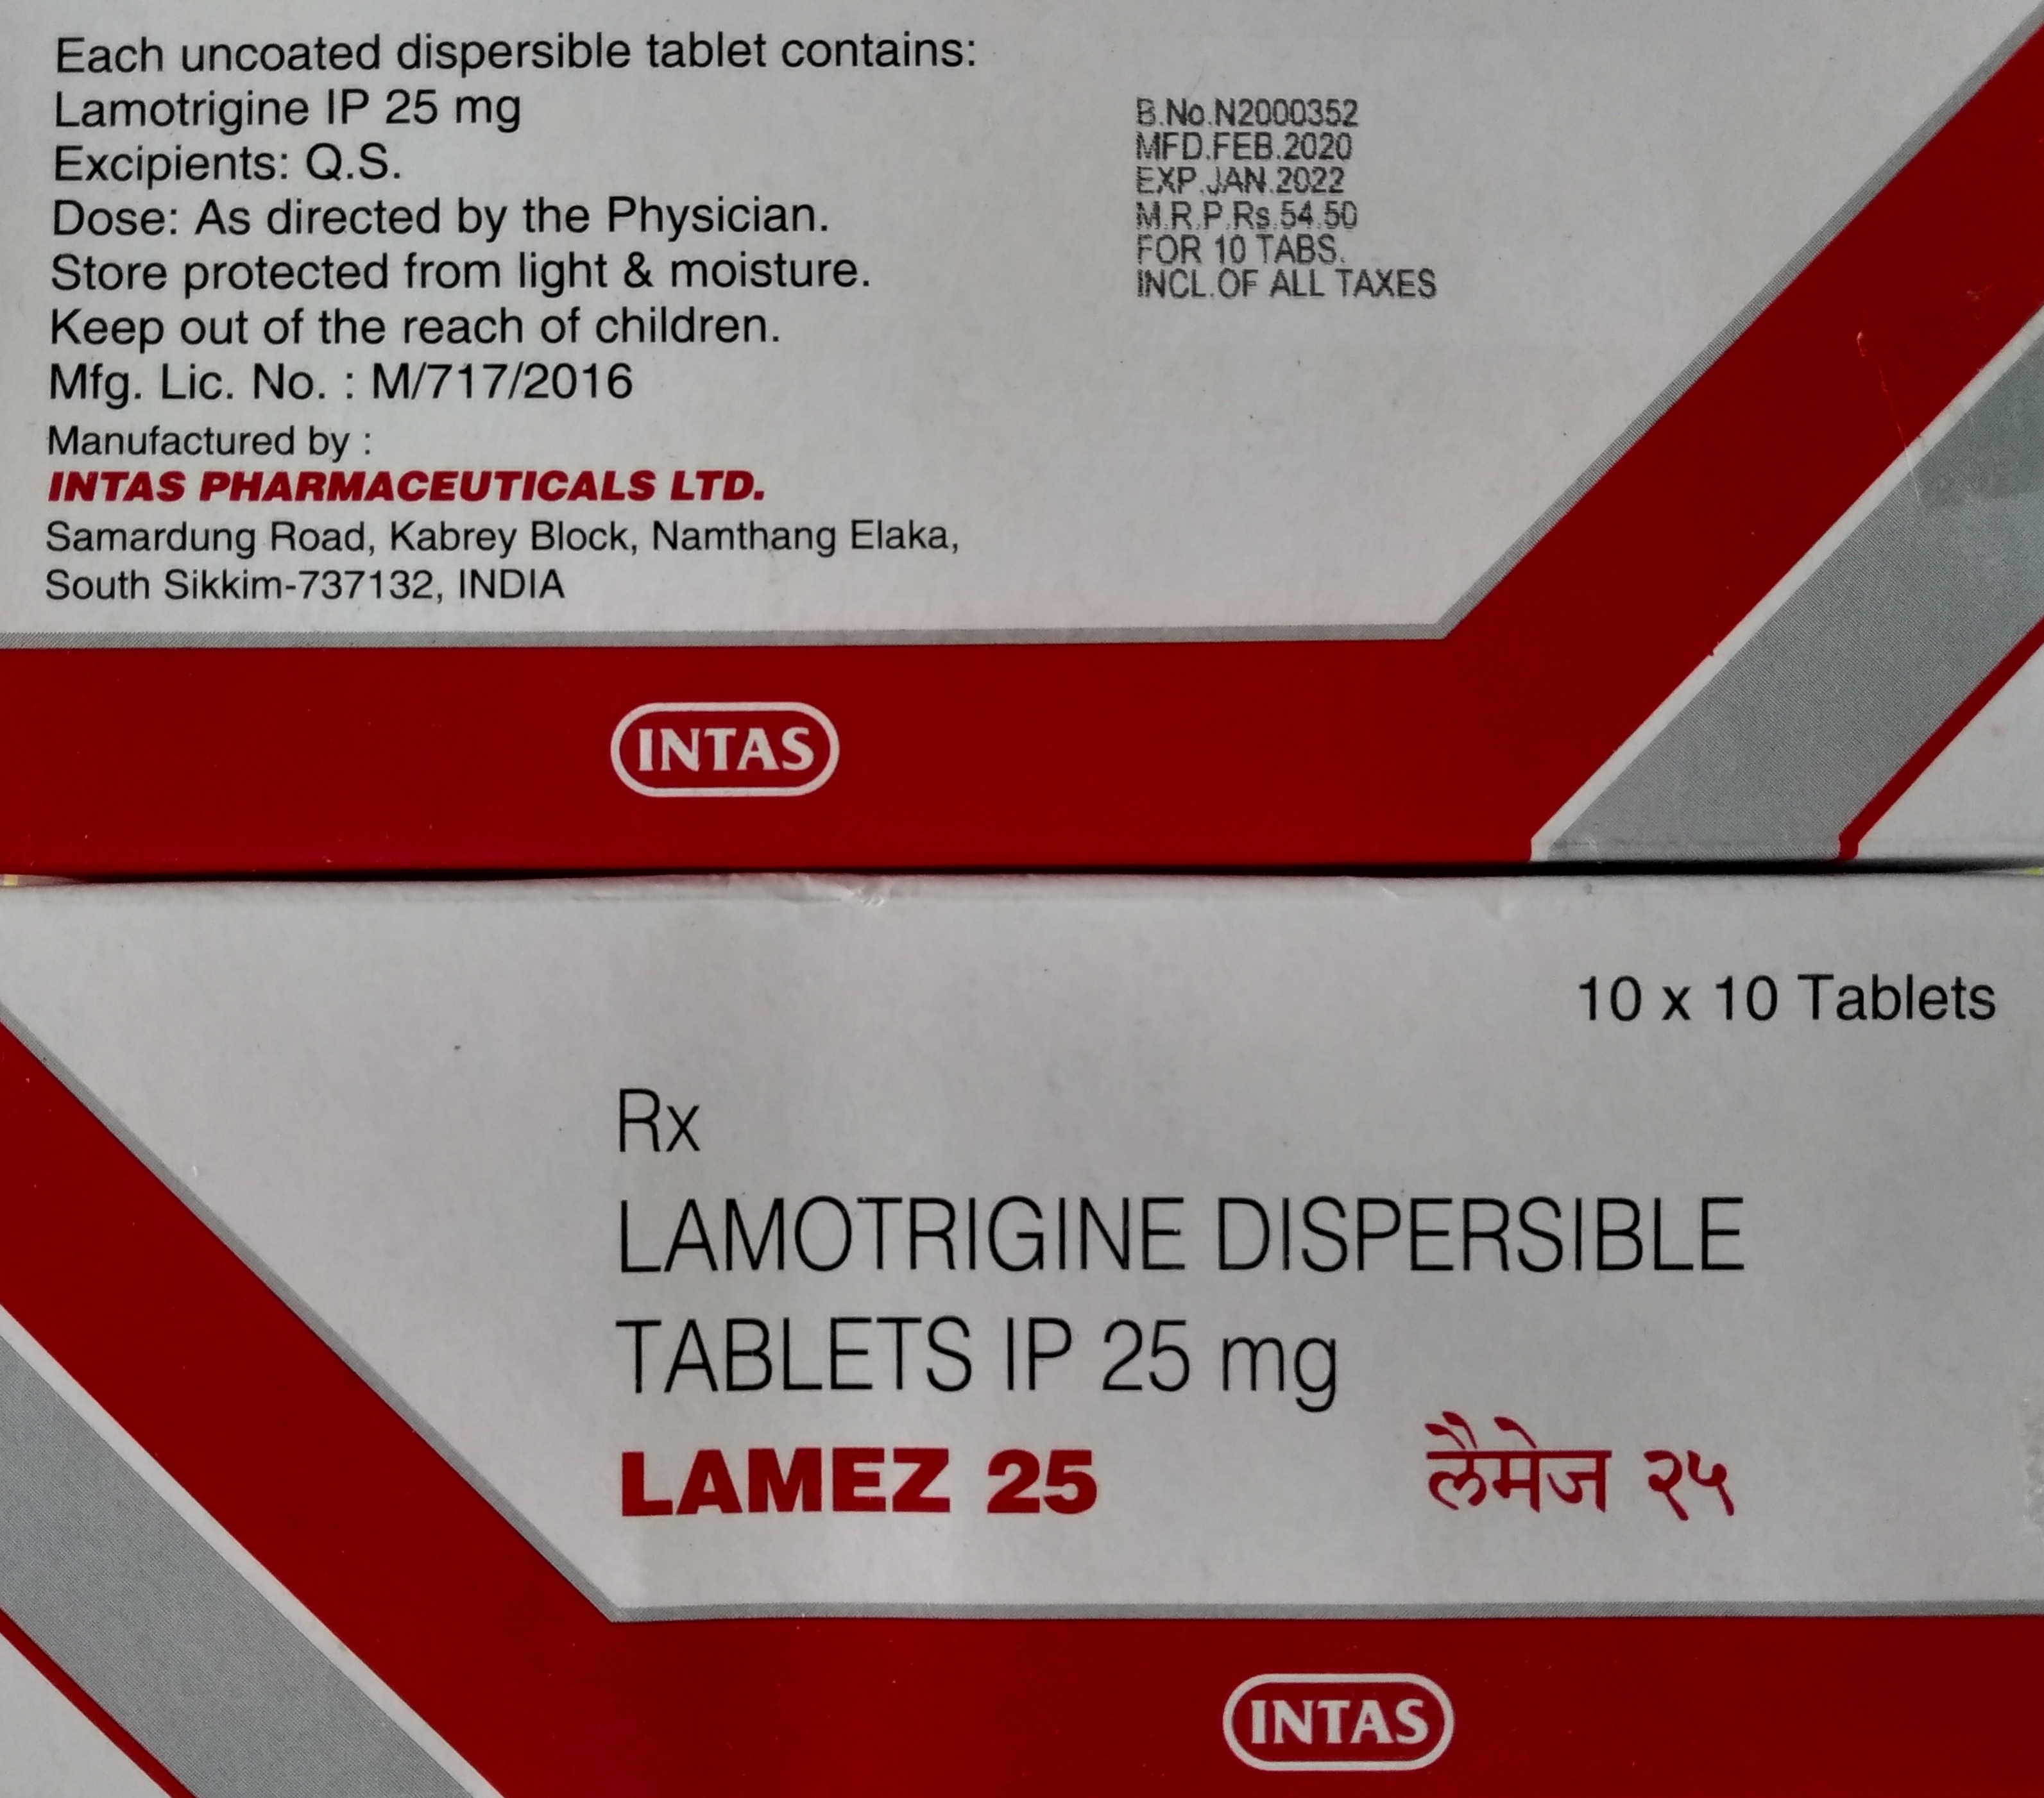 Each uncoated dispersible tablet contains:
Lamotrigine IP 25 mg
Excipients: Q.S.
Dose: As directed by the Physician.
Store protected from light & moisture.
Keep out of the reach of children.
Mfg. Lic. No. : M/717/2016
Manufactured by :
INTAS PHARMACEUTICALS LTD.
Samardung Road, Kabrey Block, Namthang Elaka,
South Sikkim-737132, INDIA
B.No.N2000352
MFD.FEB.2020
EXP.JAN.2022
M.R.P.Rs.54.50
FOR 10 TABS.
INCL.OF ALL TAXES
INTAS
10 x 10 Tablets
Rx
LAMOTRIGINE DISPERSIBLE
TABLETS IP 25 mg
LAMEZ 25 लैमेज २५
INTAS